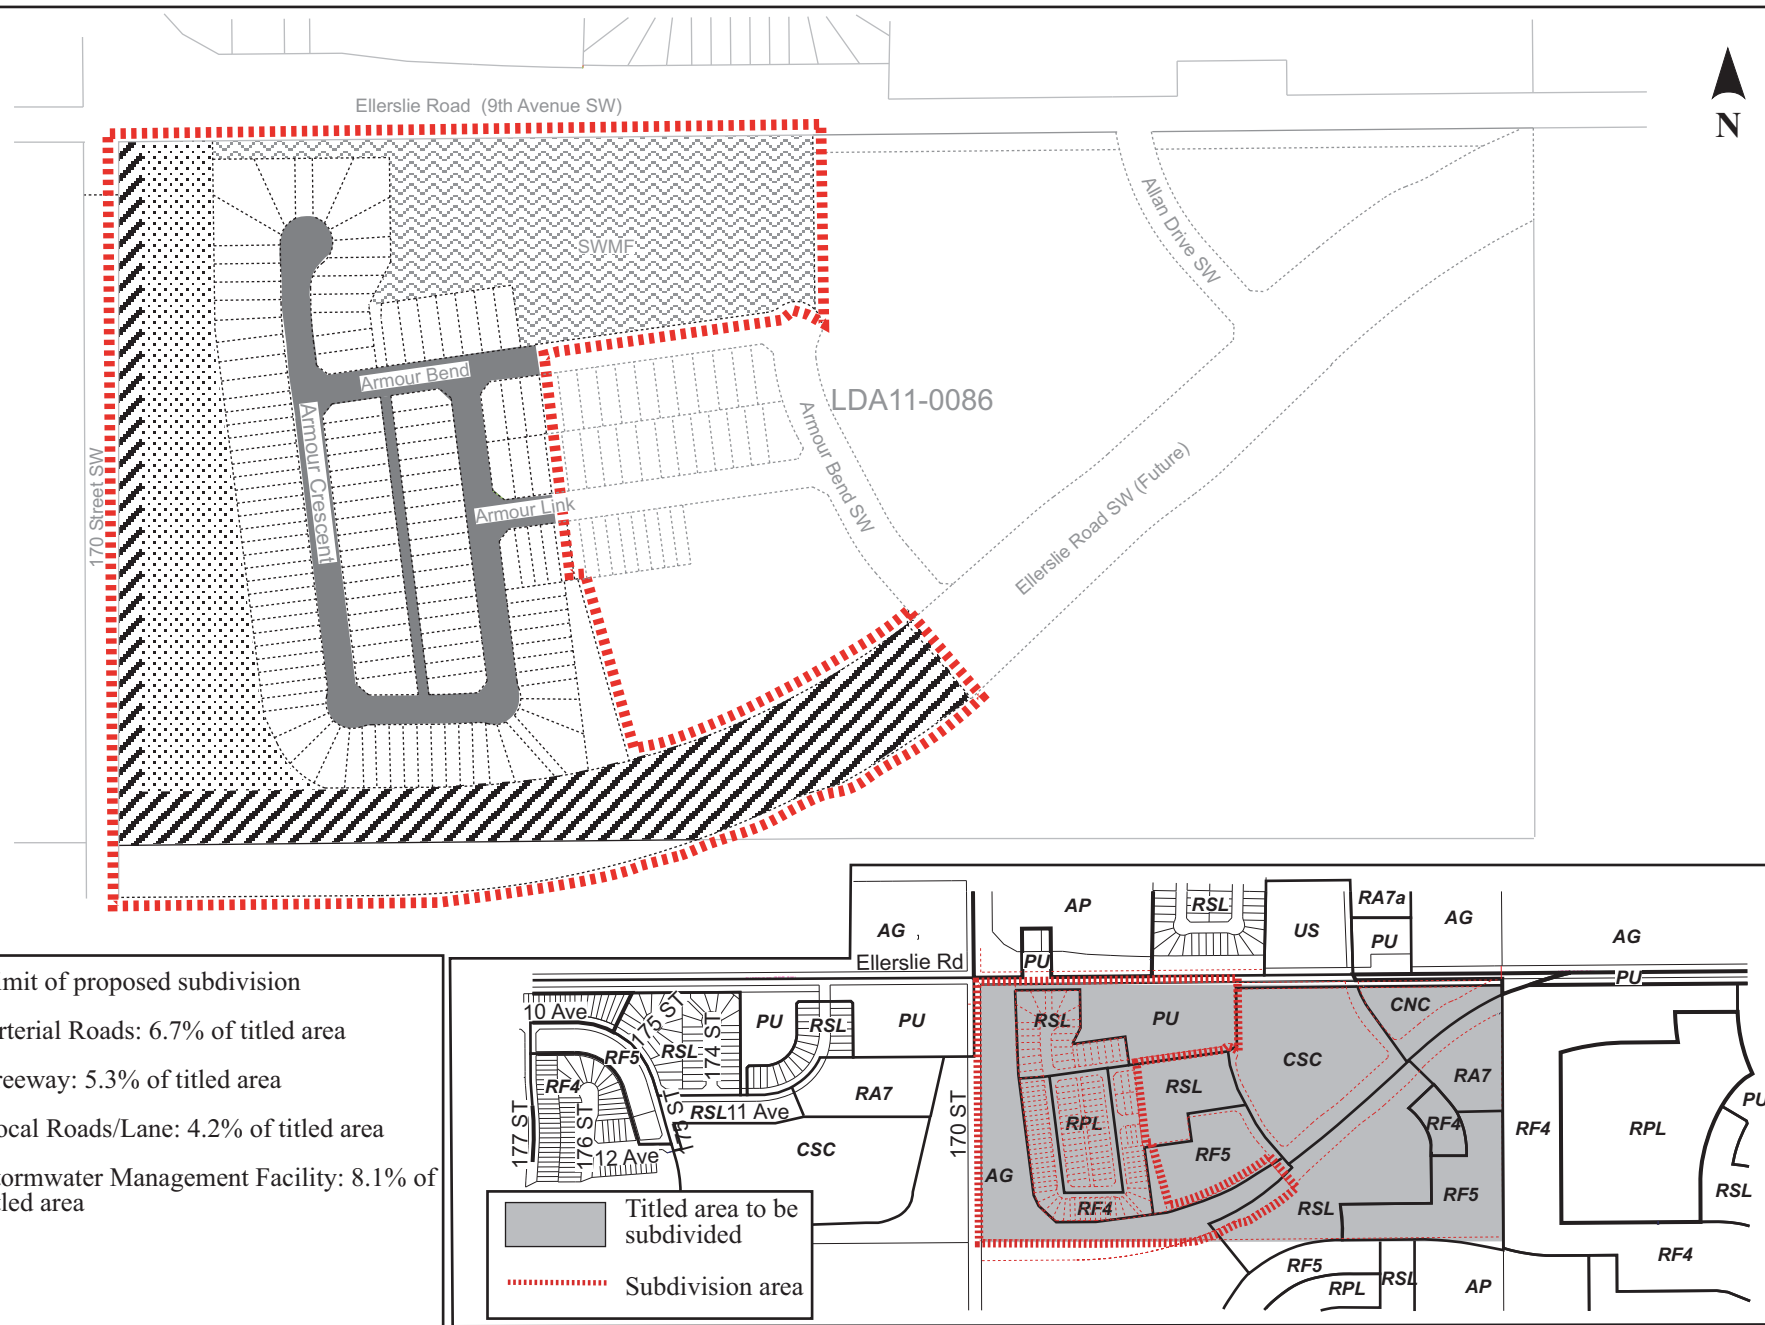 Ellerslie Road (9th Avenue SW)
N
SWMF
Allan Drive SW
Armour Bend
LDA11-0086
Armour Crescent
Armour Bend SW
170 Street SW
Armour Link
Ellerslie Road SW (Future)
mit of proposed subdivision
rterial Roads: 6.7% of titled area
reeway: 5.3% of titled area
ocal Roads/Lane: 4.2% of titled area
tormwater Management Facility: 8.1% of
tled area
AG
Ellerslie Rd
AP
PU
RSL
US
RA7a
PU
AG
AG
PU
10 Ave
175 ST
RSL
174 ST
PU
RSL
PU
RF5
RF4
177 ST
176 ST
12 Ave
175 ST
RSL
11 Ave
RA7
CSC
170 ST
RSL
PU
CNC
CSC
RSL
RPL
RF5
AG
RF4
RA7
RF4
RSL
RF5
RF4
RPL
PU
RSL
RF4
RF5
RPL
RSL
AP
Titled area to be
subdivided
Subdivision area